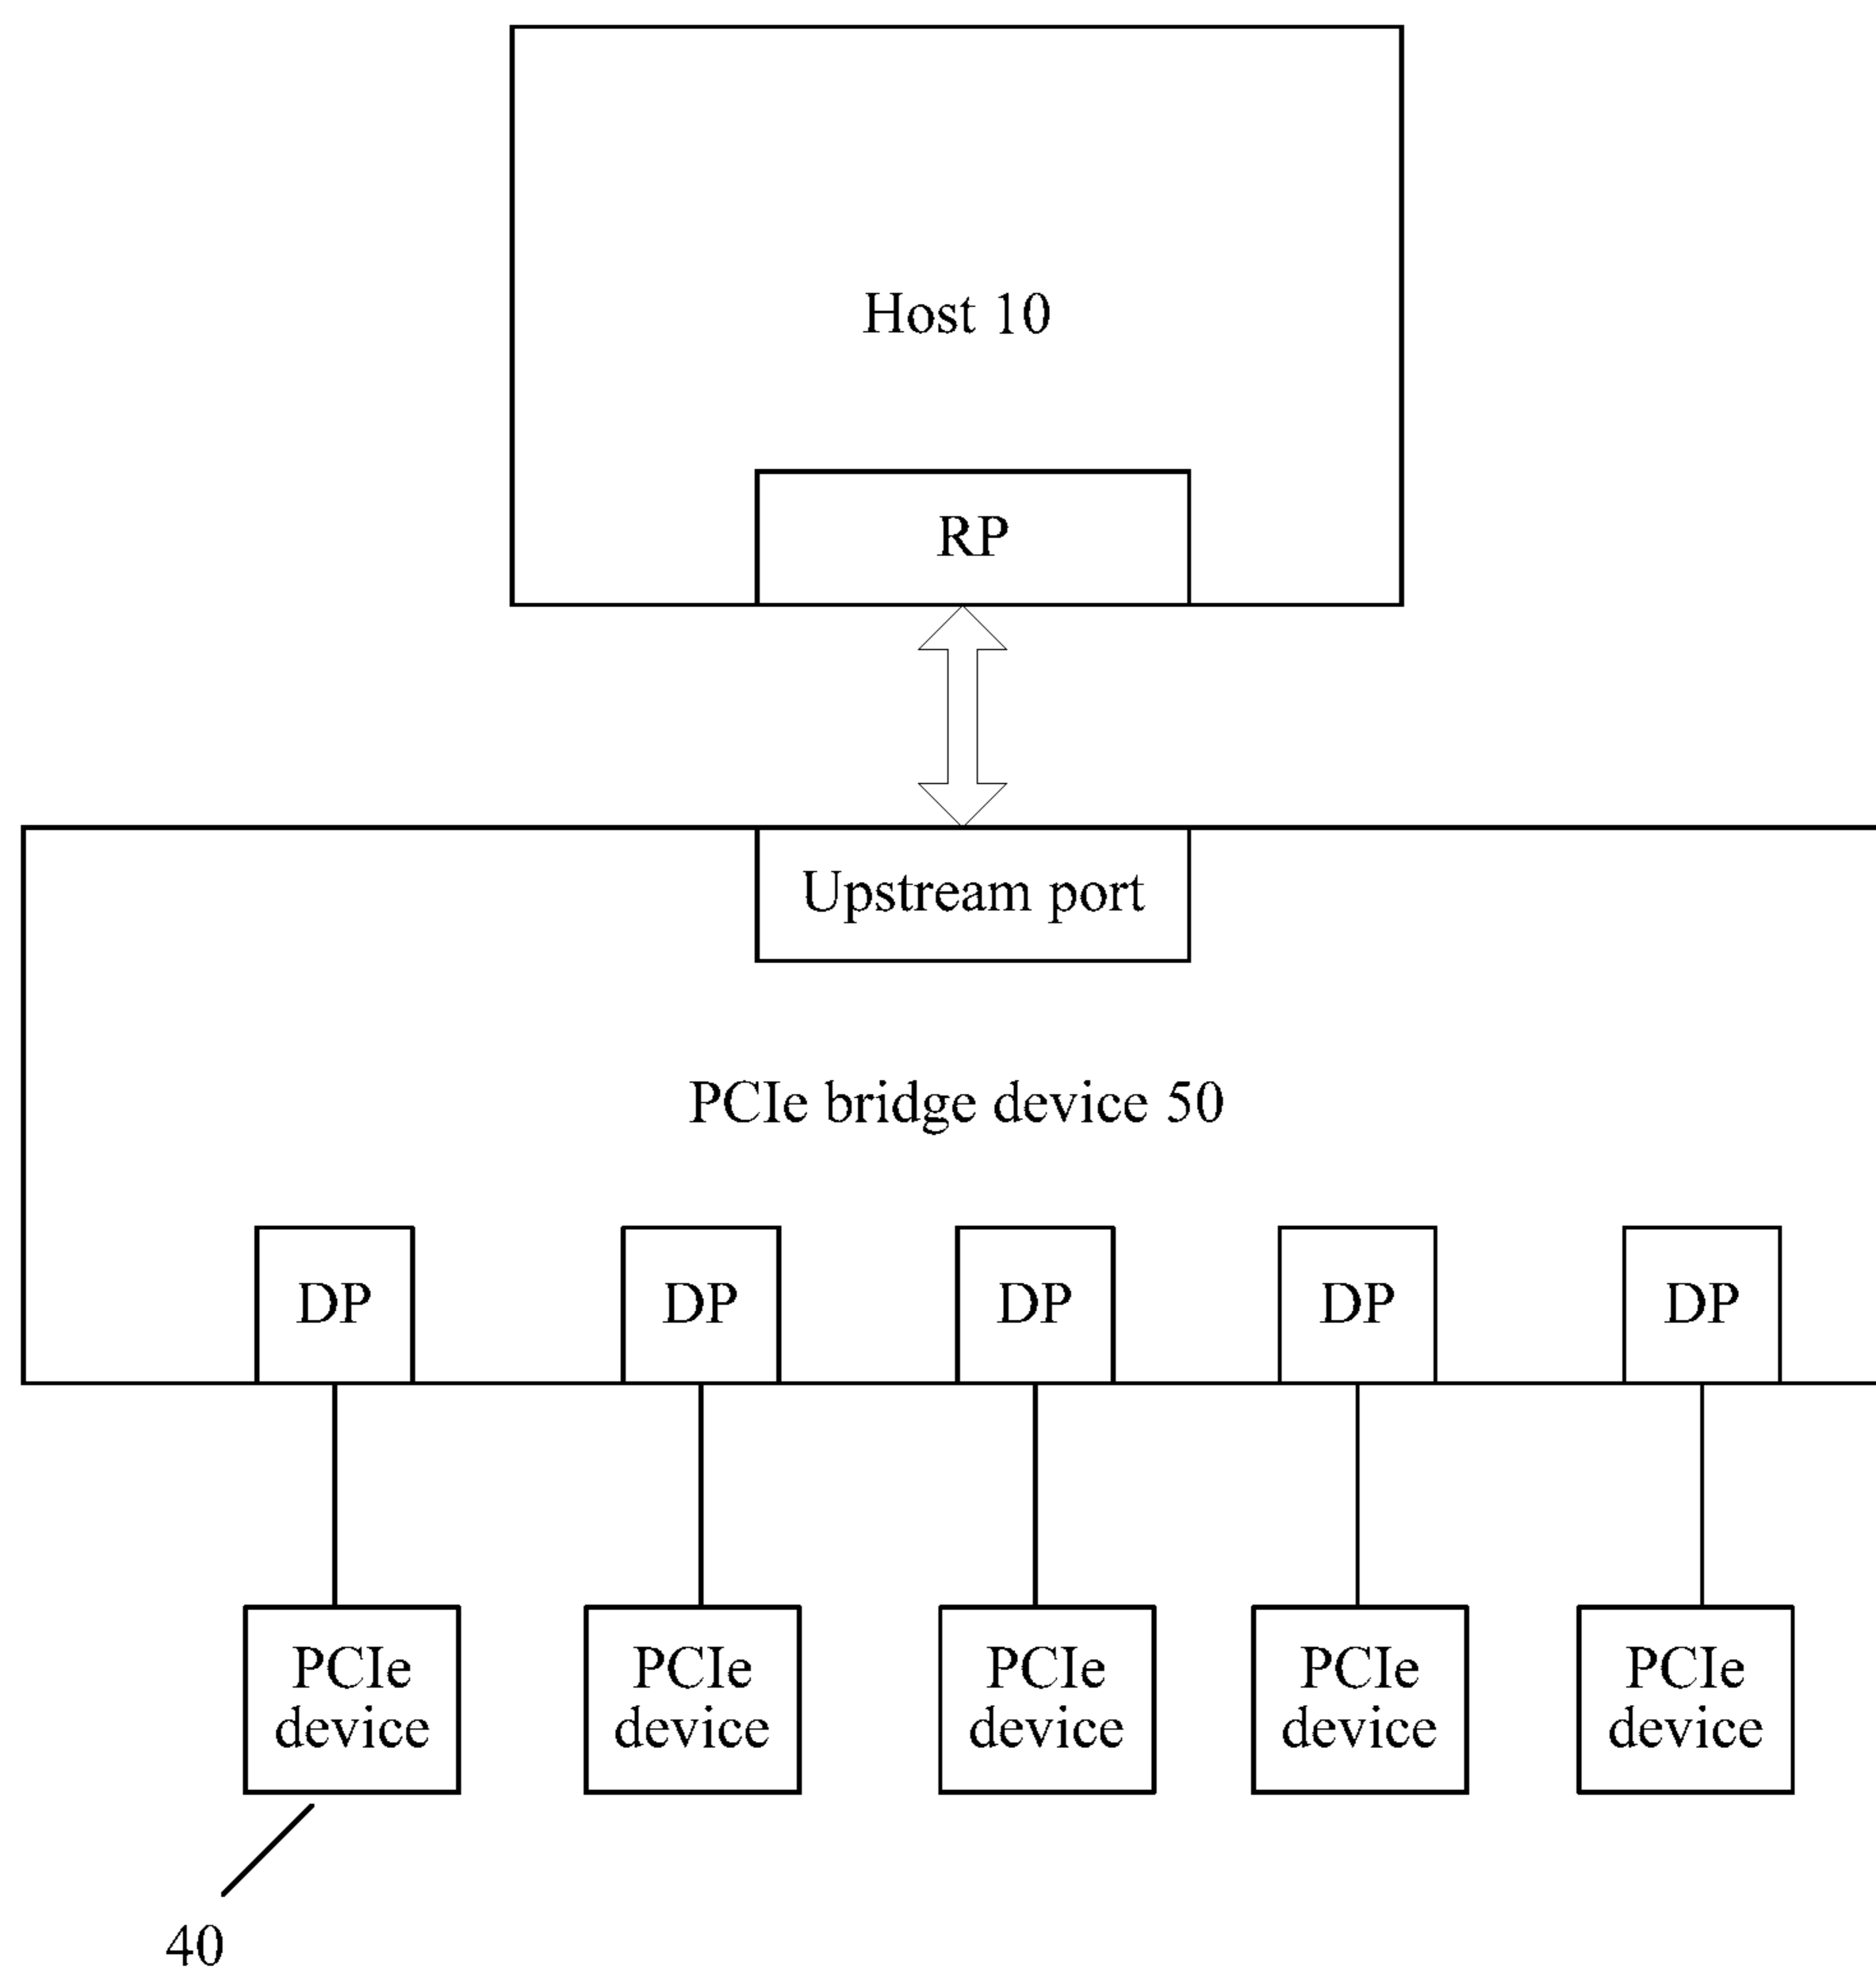 Host 10
RP
Upstream port
PCIe bridge device 50
DP DP DP DP DP
PCIe PCIe PCIe PCIe PCIe
device device device device device
40